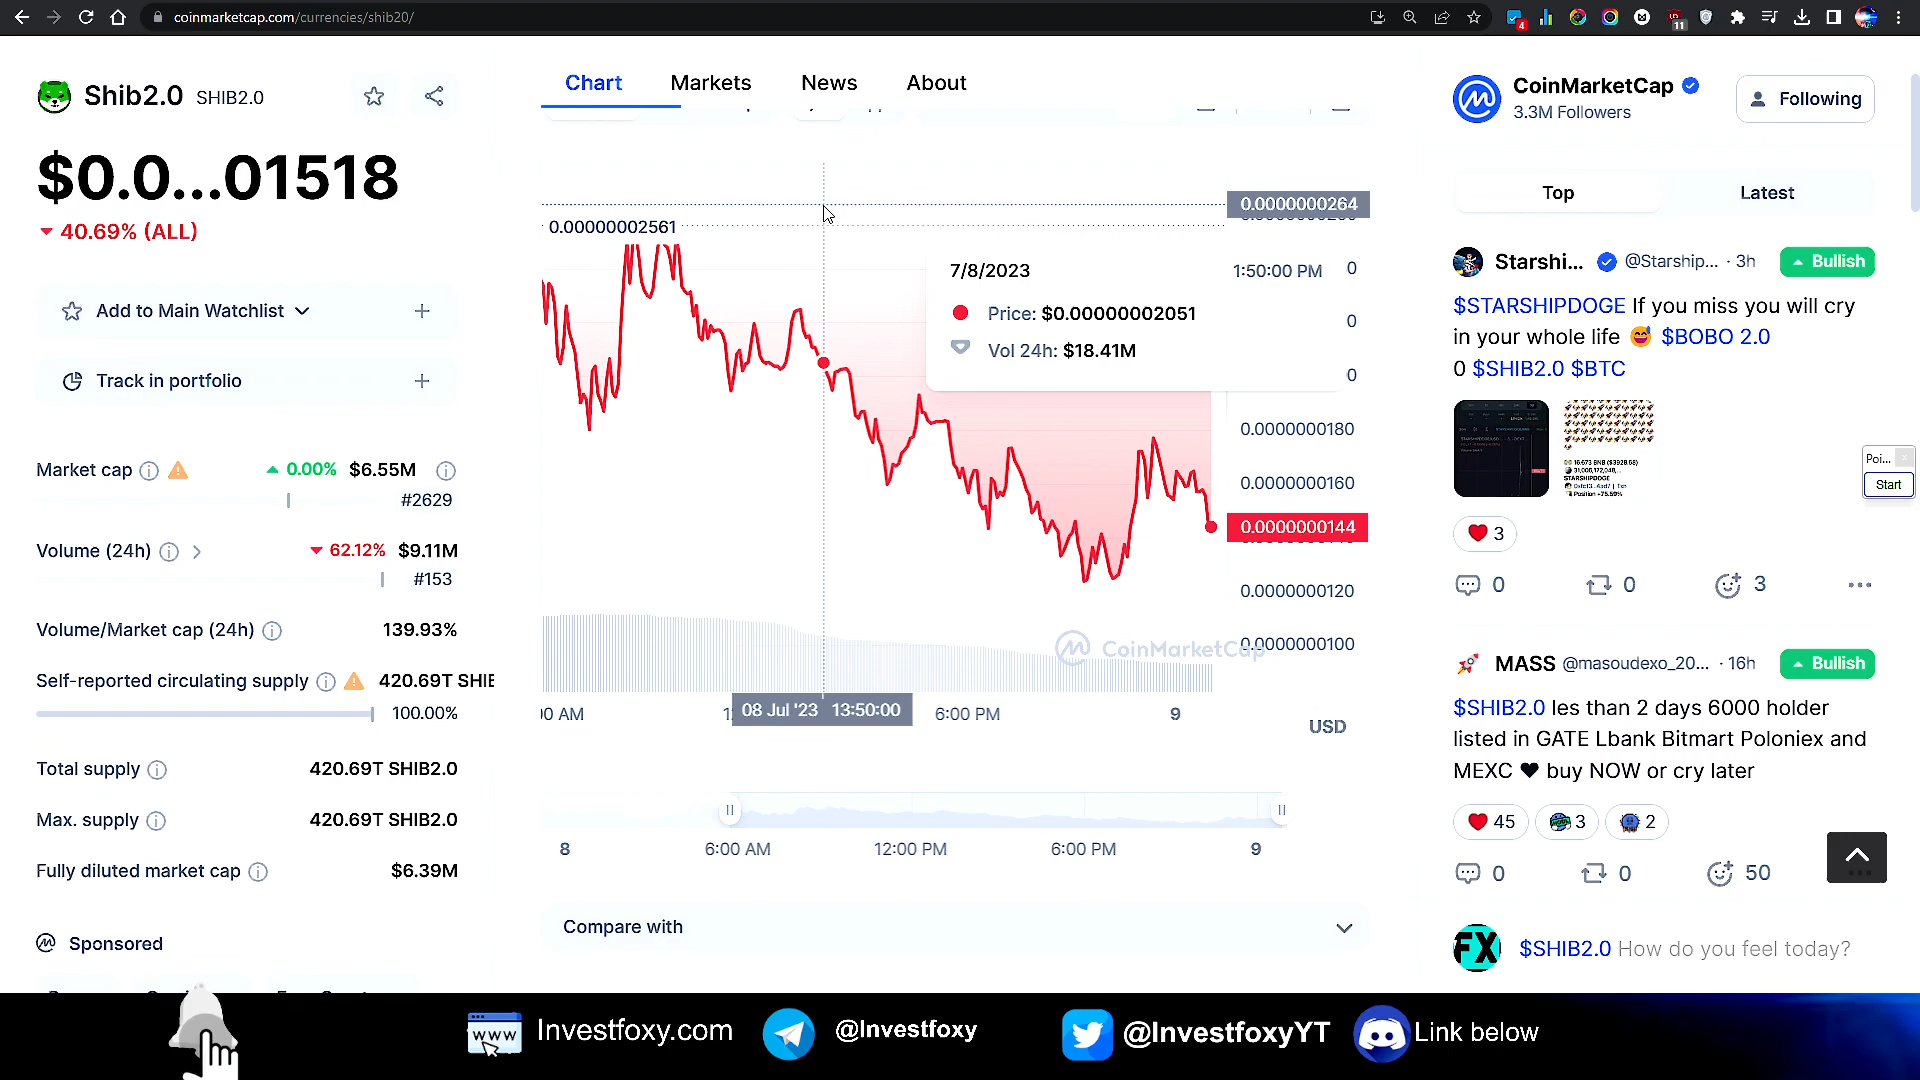 coinmarketcap.com/currencies/shib20/
4
11
Shib2.0 SHIB2.0
$0.0...01518
40.69% (ALL)
Add to Main Watchlist
Track in portfolio
Market cap 0.00% $6.55M
#2629
Volume (24h) 62.12% $9.11M
#153
Volume/Market cap (24h) 139.93%
Self-reported circulating supply 420.69T SHIB
100.00%
Total supply 420.69T SHIB2.0
Max. supply 420.69T SHIB2.0
Fully diluted market cap $6.39M
Sponsored
Chart Markets News About
0.0000000264
0.00000002561
7/8/2023 1:50:00 PM
Price: $0.00000002051
Vol 24h: $18.41M
0
0
0
0.0000000180
0.0000000160
0.0000000144
0.0000000120
0.0000000100
CoinMarketCap
08 Jul '23 13:50:00
6:00 PM
9
USD
8 6:00 AM 12:00 PM 6:00 PM 9
Compare with
CoinMarketCap
3.3M Followers
Following
Top Latest
Starshi... @Starship... · 3h Bullish
$STARSHIPDOGE If you miss you will cry
in your whole life 😅 $BOBO 2.0
0 $SHIB2.0 $BTC
STARSHIPDOGE
3
0 0 3
Poi... x
Start
MASS @masoudexo_20... · 16h Bullish
$SHIB2.0 les than 2 days 6000 holder
listed in GATE Lbank Bitmart Poloniex and
MEXC ♥ buy NOW or cry later
45 3 2
0 0 50
FX $SHIB2.0 How do you feel today?
WWW Investfoxy.com @Investfoxy @InvestfoxyYT Link below